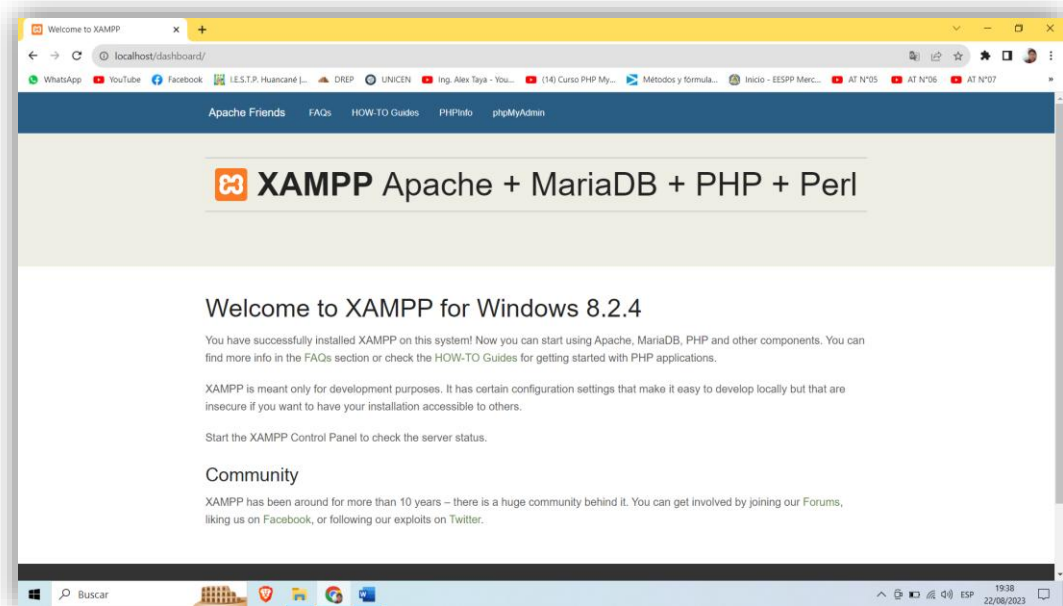 Welcome to XAMPP
localhost/dashboard/
WhatsApp YouTube Facebook I.E.S.T.P. Huancané |... DREP UNICEN Ing. Alex Taya - You... (14) Curso PHP My... Métodos y fórmula... Inicio - EESPP Merc... AT N°05 AT N°06 AT N°07 »
Apache Friends FAQs HOW-TO Guides PHPInfo phpMyAdmin
XAMPP Apache + MariaDB + PHP + Perl
Welcome to XAMPP for Windows 8.2.4
You have successfully installed XAMPP on this system! Now you can start using Apache, MariaDB, PHP and other components. You can
find more info in the FAQs section or check the HOW-TO Guides for getting started with PHP applications.
XAMPP is meant only for development purposes. It has certain configuration settings that make it easy to develop locally but that are
insecure if you want to have your installation accessible to others.
Start the XAMPP Control Panel to check the server status.
Community
XAMPP has been around for more than 10 years – there is a huge community behind it. You can get involved by joining our Forums,
liking us on Facebook, or following our exploits on Twitter.
Buscar
ESP
19:38
22/08/2023